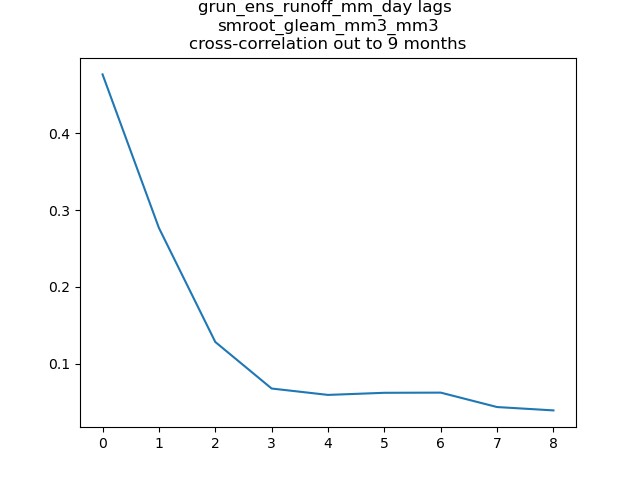 grun_ens_runoff_mm_day lags
smroot_gleam_mm3_mm3
cross-correlation out to 9 months
0.4
0.3
0.2
0.1
0 1 2 3 4 5 6 7 8